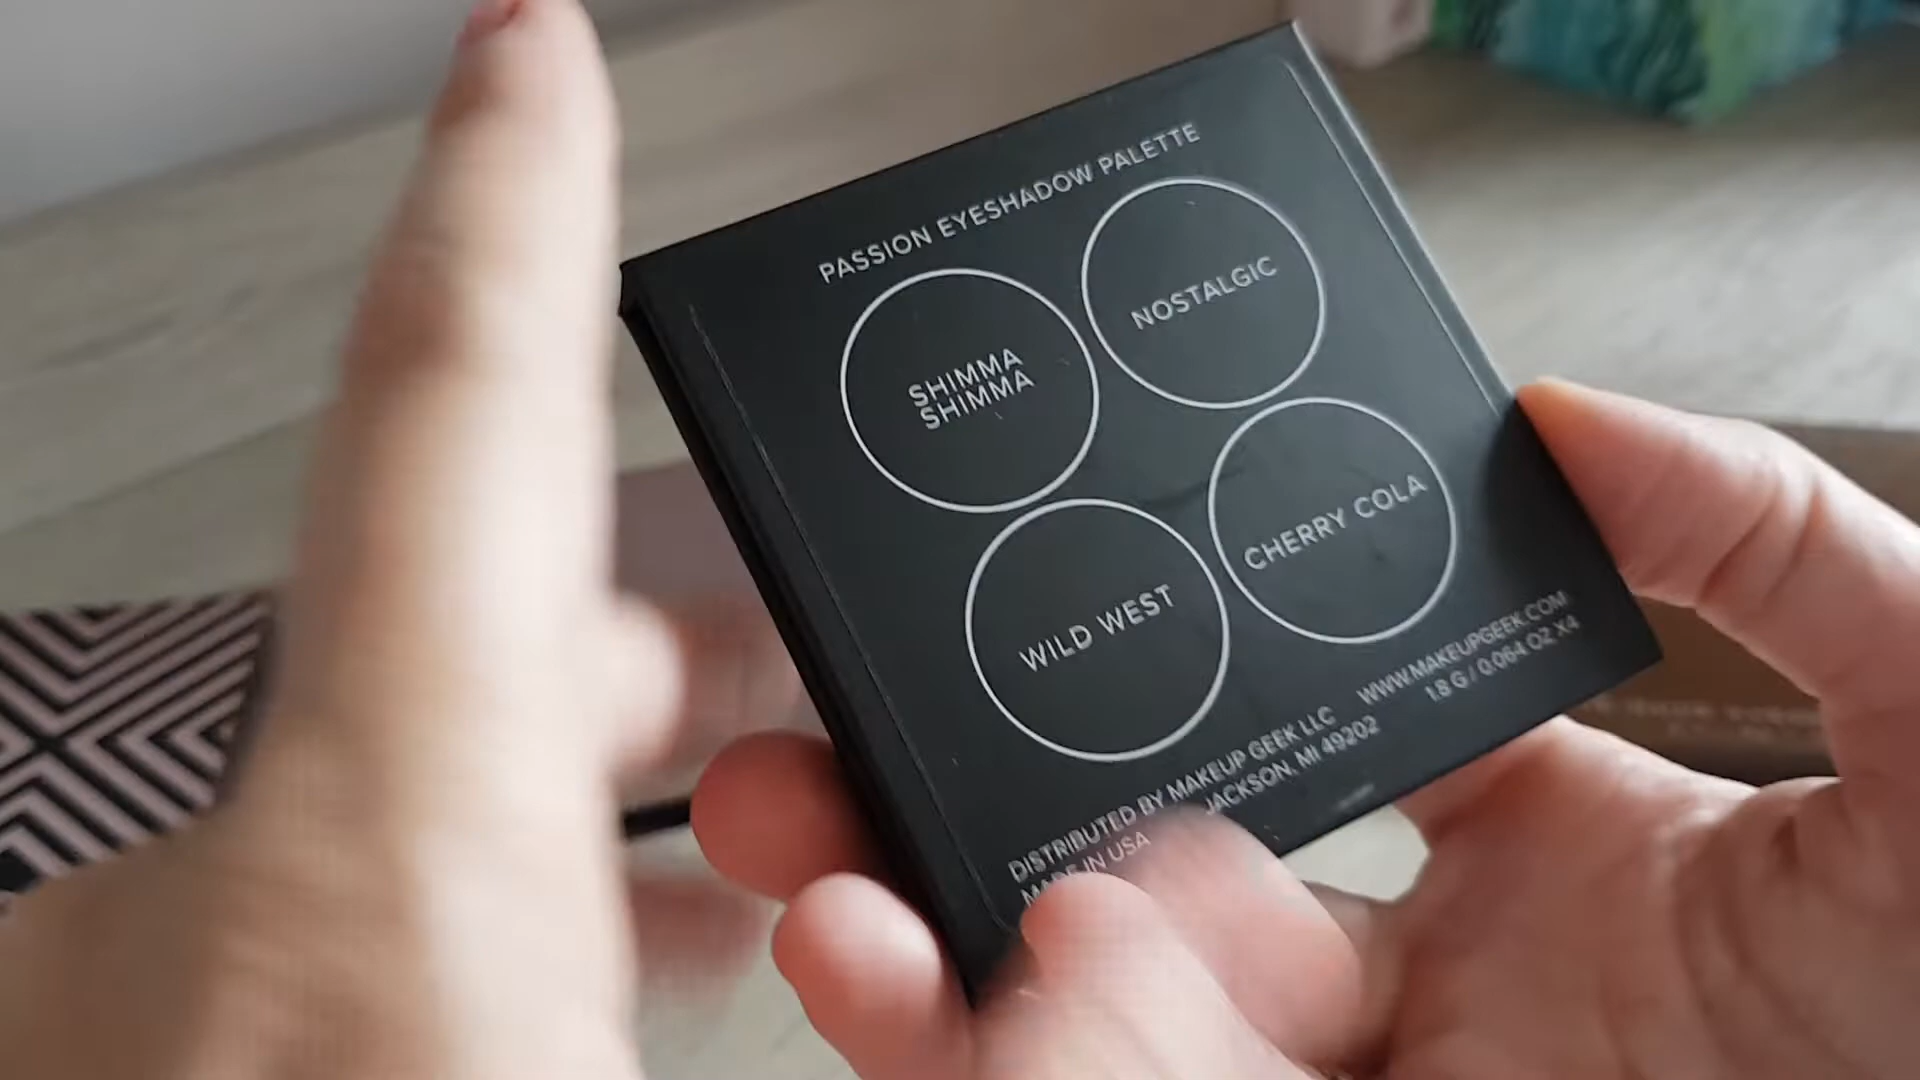 PASSION EYESHADOW PALETTE
SHIMMA
SHIMMA
NOSTALGIC
WILD WEST
CHERRY COLA
DISTRIBUTED BY MAKEUP GEEK LLC
JACKSON, MI 49202
MADE IN USA
WWW.MAKEUPGEEK.COM
1.8 G / 0.064 OZ X4